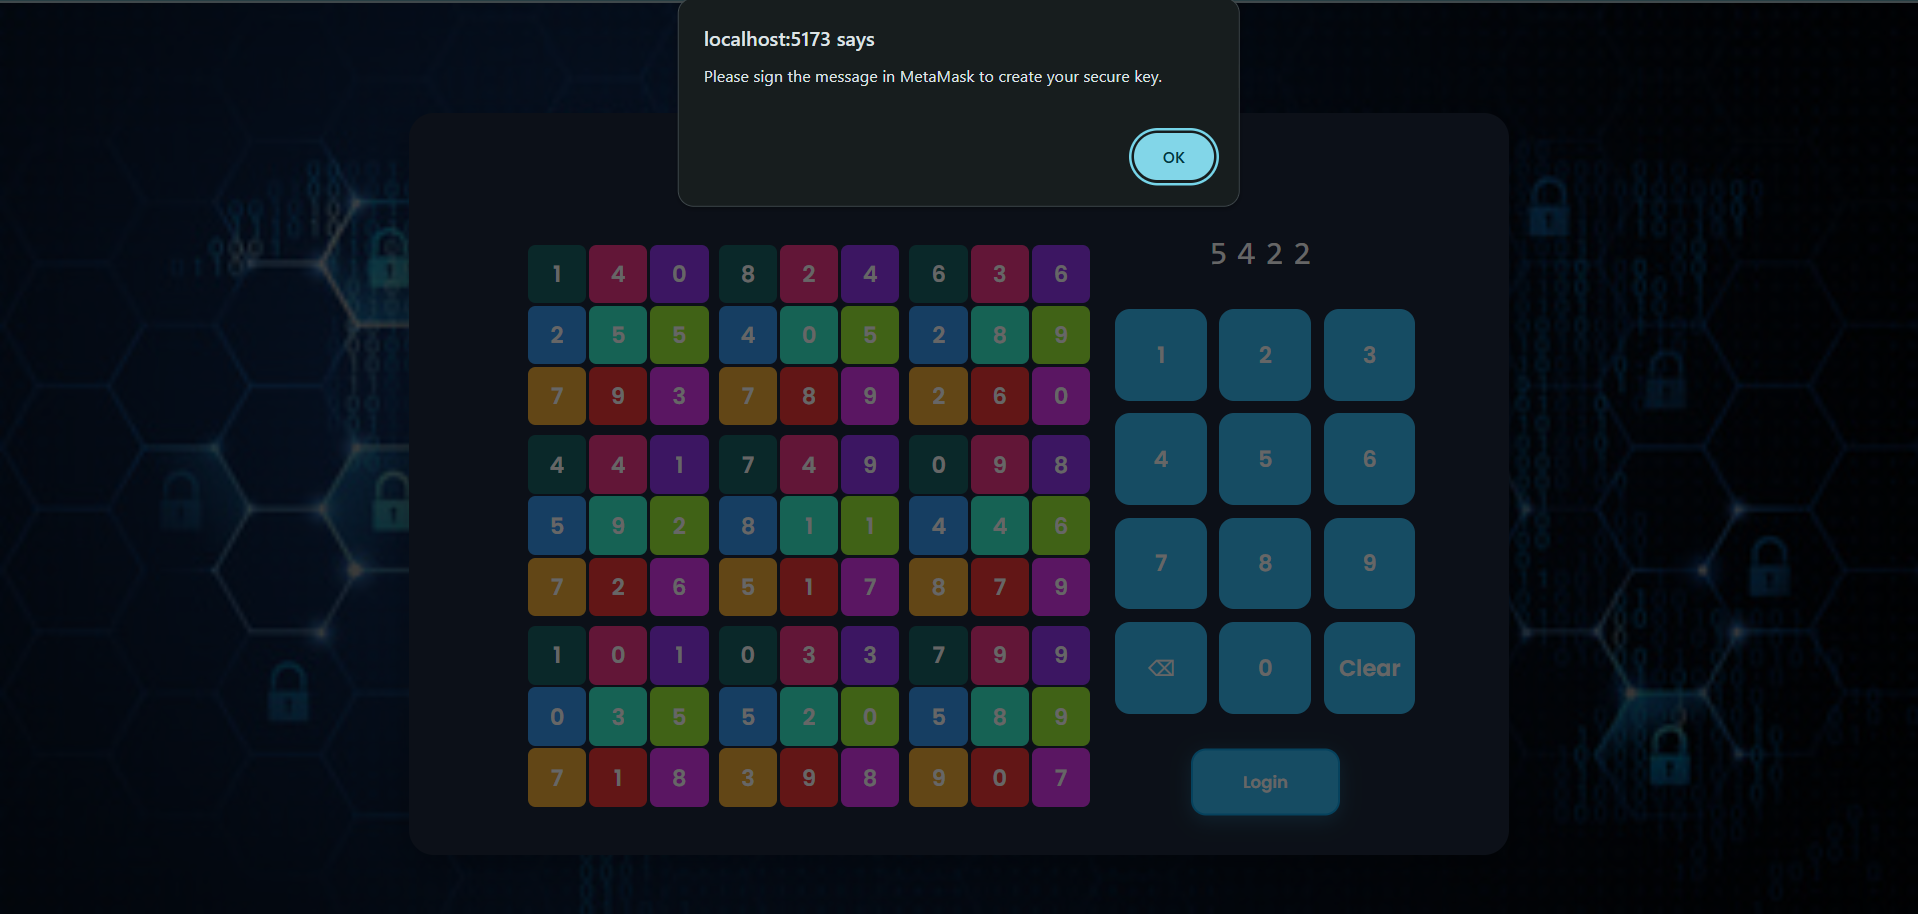 localhost:5173 says
Please sign the message in MetaMask to create your secure key.
OK
5 4 2 2
1 4 0 8 2 4 6 3 6
2 5 5 4 0 5 2 8 9
7 9 3 7 8 9 2 6 0
4 4 1 7 4 9 0 9 8
5 9 2 8 1 1 4 4 6
7 2 6 5 1 7 8 7 9
1 0 1 0 3 3 7 9 9
0 3 5 5 2 0 5 8 9
7 1 8 3 9 8 9 0 7
1 2 3
4 5 6
7 8 9
⌫ 0 Clear
Login